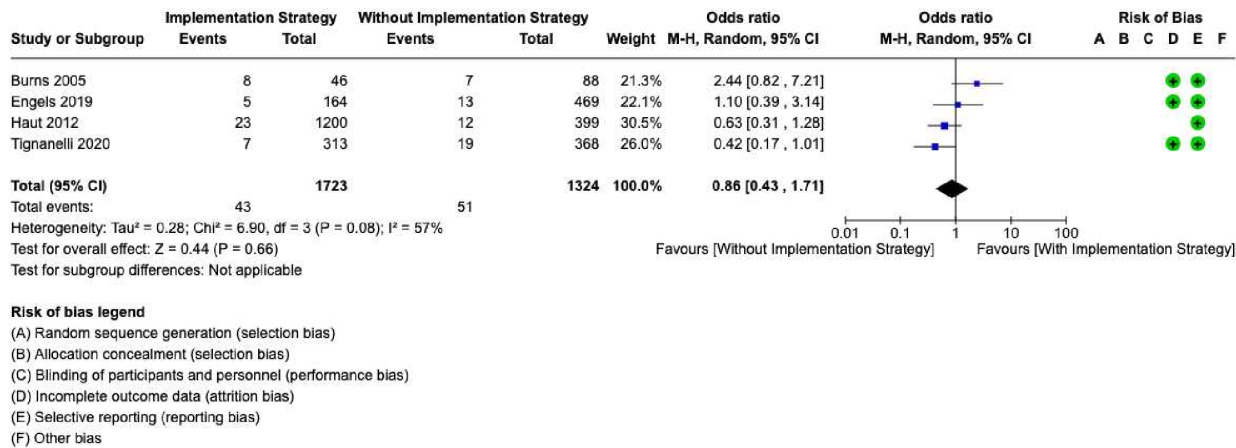 Implementation Strategy Without Implementation Strategy Odds ratio Odds ratio Risk of Bias
Study or Subgroup Events Total Events Total Weight M-H, Random, 95% CI M-H, Random, 95% CI A B C D E F
Burns 2005 8 46 7 88 21.3% 2.44 [0.82 , 7.21] + +
Engels 2019 5 164 13 469 22.1% 1.10 [0.39 , 3.14] + +
Haut 2012 23 1200 12 399 30.5% 0.63 [0.31 , 1.28] +
Tignanelli 2020 7 313 19 368 26.0% 0.42 [0.17 , 1.01] + +
Total (95% CI) 1723 1324 100.0% 0.86 [0.43 , 1.71]
Total events: 43 51
Heterogeneity: Tau² = 0.28; Chi² = 6.90, df = 3 (P = 0.08); I² = 57%
Test for overall effect: Z = 0.44 (P = 0.66)
Test for subgroup differences: Not applicable
0.01 0.1 1 10 100
Favours [Without Implementation Strategy] Favours [With Implementation Strategy]
Risk of bias legend
(A) Random sequence generation (selection bias)
(B) Allocation concealment (selection bias)
(C) Blinding of participants and personnel (performance bias)
(D) Incomplete outcome data (attrition bias)
(E) Selective reporting (reporting bias)
(F) Other bias